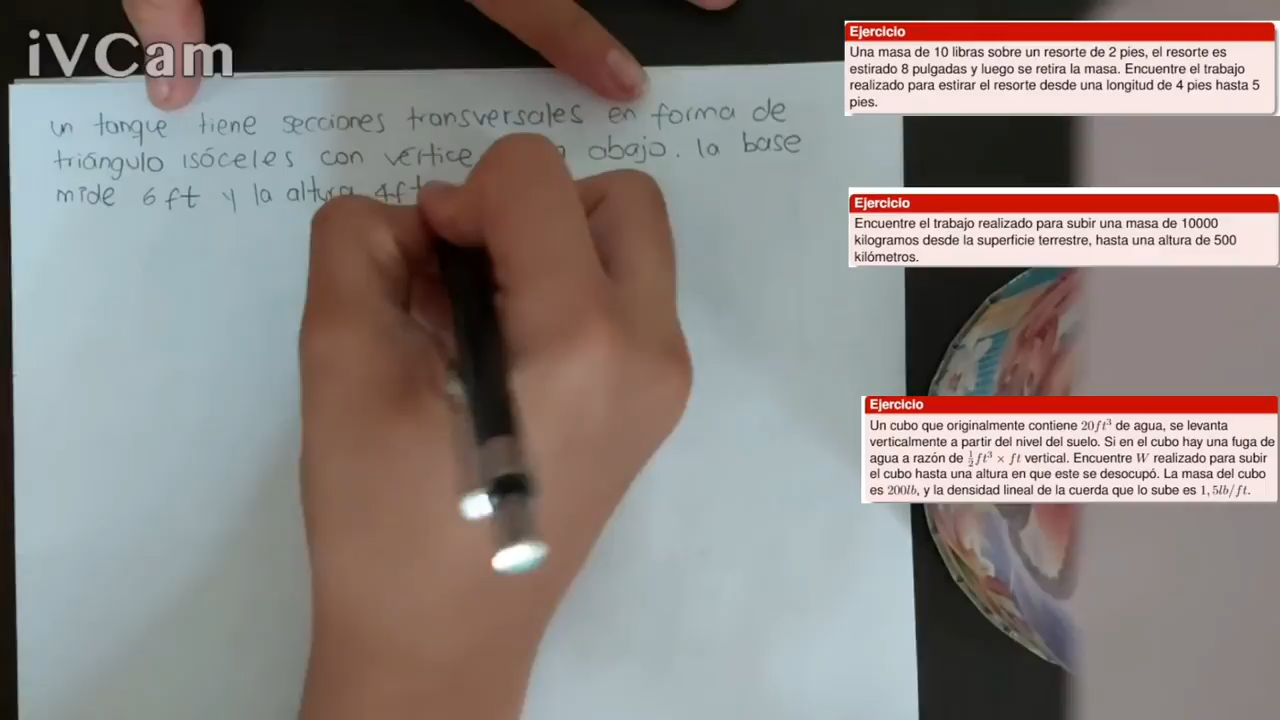 iVCam
un tanque tiene secciones transversales en forma de
triángulo isóceles con vértice abajo. la base
mide 6 ft y la altura 4ft
Ejercicio
Una masa de 10 libras sobre un resorte de 2 pies, el resorte es
estirado 8 pulgadas y luego se retira la masa. Encuentre el trabajo
realizado para estirar el resorte desde una longitud de 4 pies hasta 5
pies.
Ejercicio
Encuentre el trabajo realizado para subir una masa de 10000
kilogramos desde la superficie terrestre, hasta una altura de 500
kilómetros.
Ejercicio
Un cubo que originalmente contiene 20ft³ de agua, se levanta
verticalmente a partir del nivel del suelo. Si en el cubo hay una fuga de
agua a razón de ½ft³ × ft vertical. Encuentre W realizado para subir
el cubo hasta una altura en que este se desocupó. La masa del cubo
es 200lb, y la densidad lineal de la cuerda que lo sube es 1,5lb/ft.